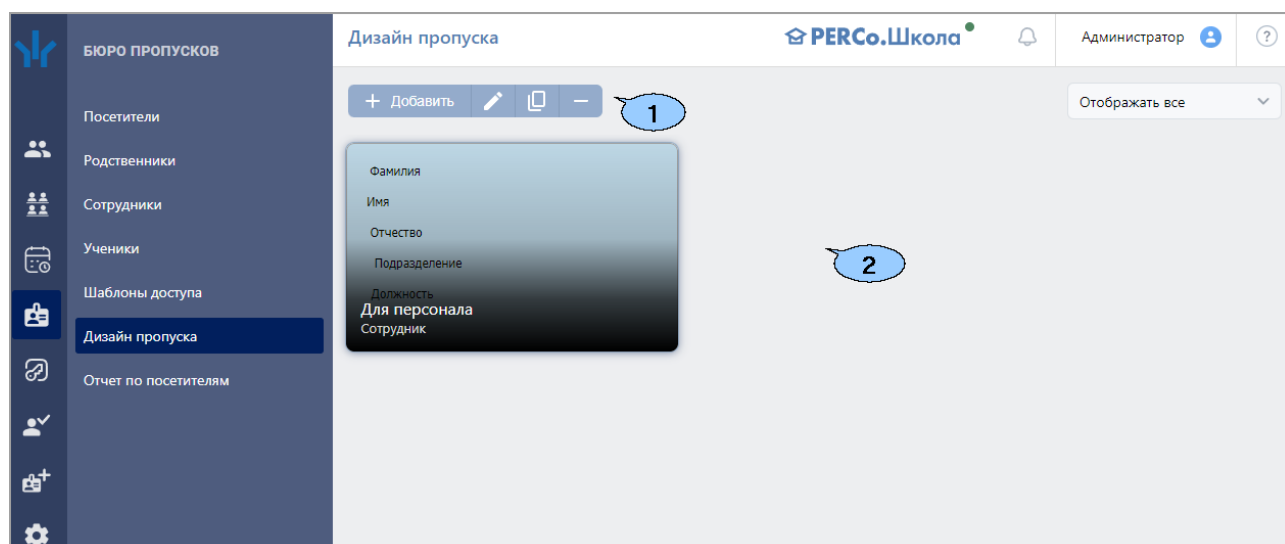 БЮРО ПРОПУСКОВ
Посетители
Родственники
Сотрудники
Ученики
Шаблоны доступа
Дизайн пропуска
Отчет по посетителям
Дизайн пропуска
PERCo.Школа
Администратор
?
+ Добавить
1
Отображать все
Фамилия
Имя
Отчество
Подразделение
Должность
Для персонала
Сотрудник
2